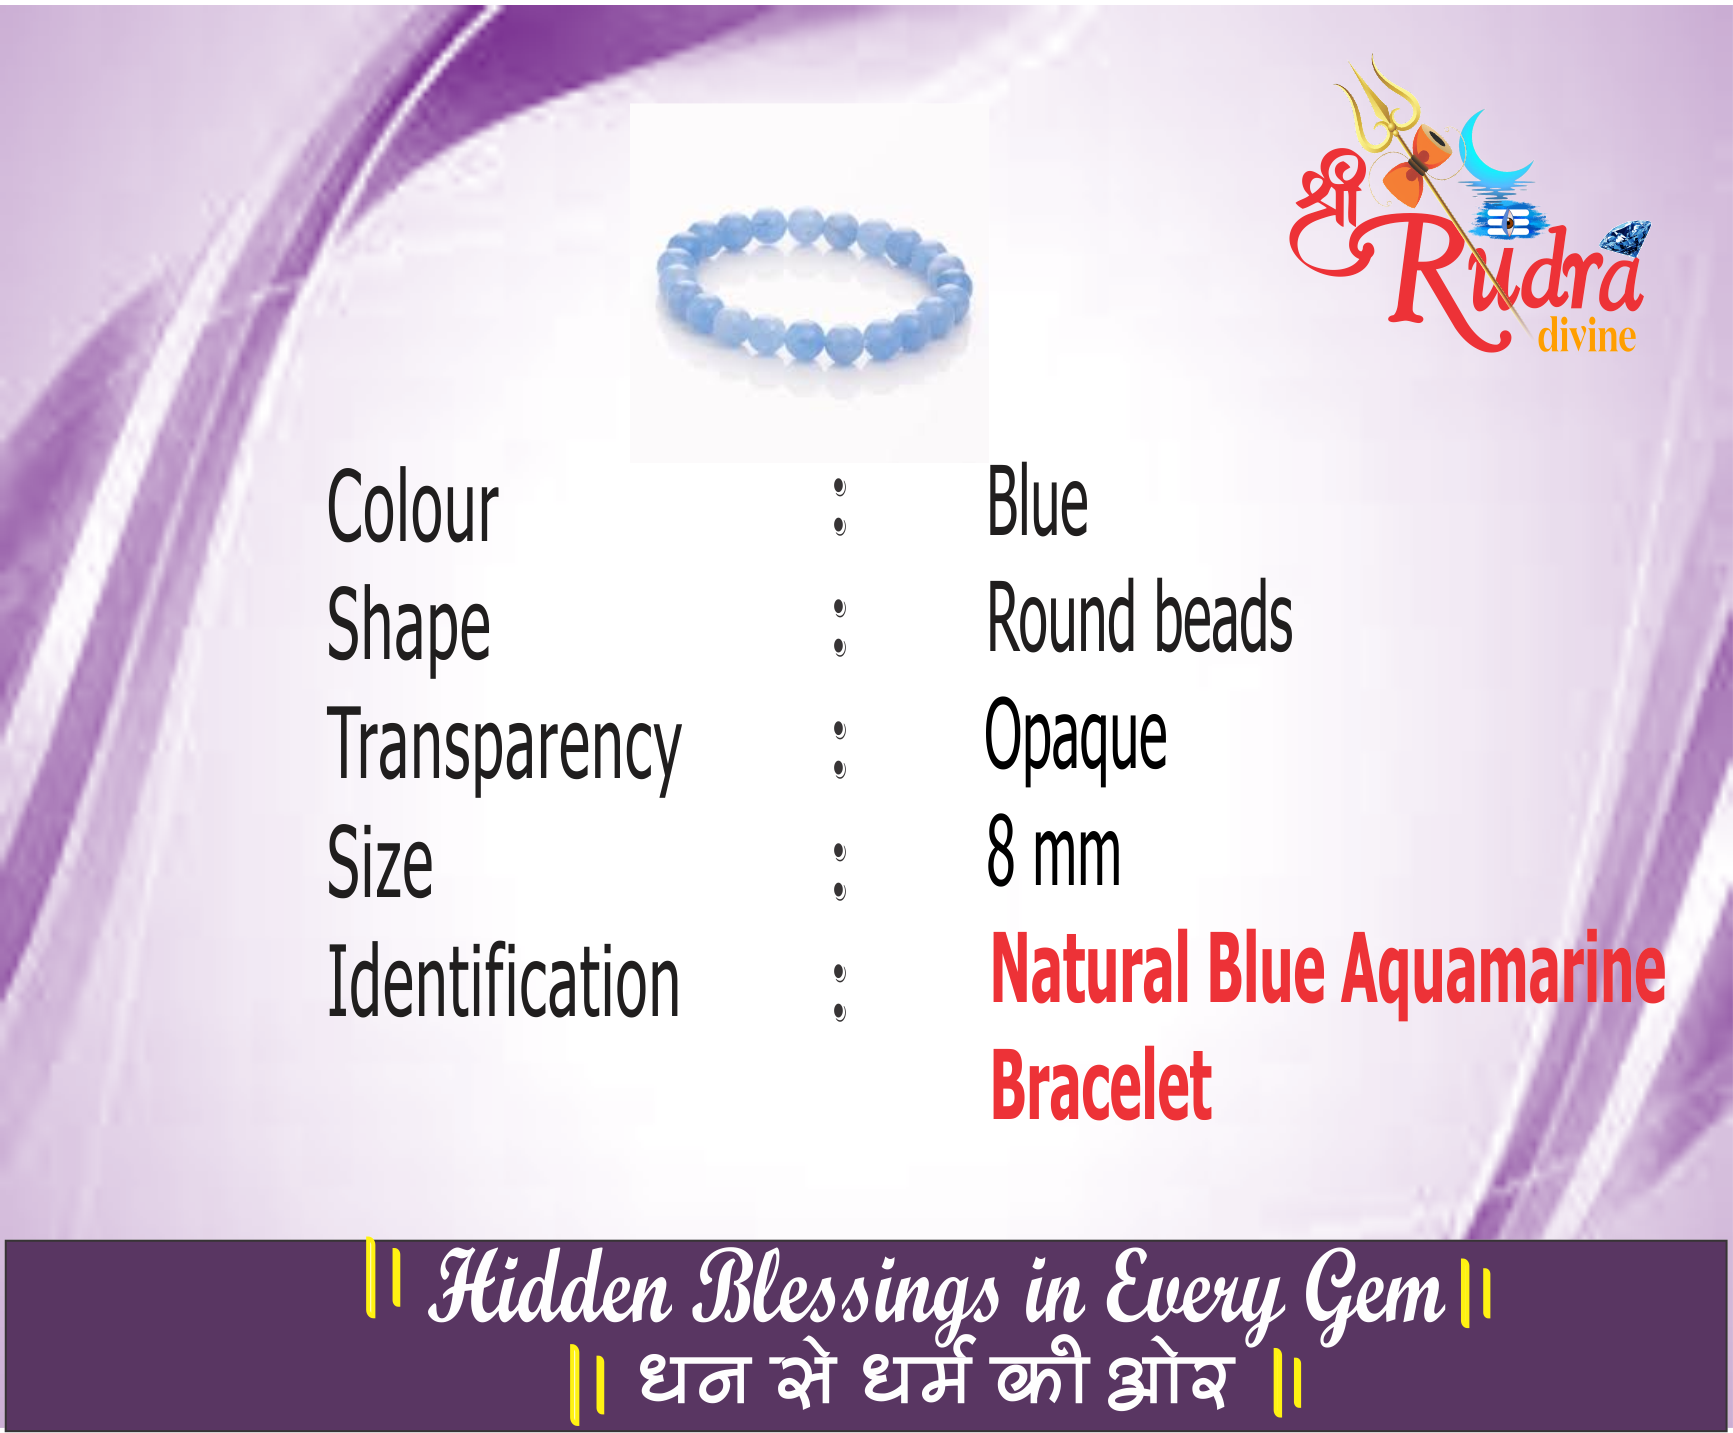 श्री
Rudra
divine
Colour : Blue
Shape : Round beads
Transparency : Opaque
Size : 8 mm
Identification : Natural Blue Aquamarine
Bracelet
|| Hidden Blessings in Every Gem ||
|| धन से धर्म की ओर ||